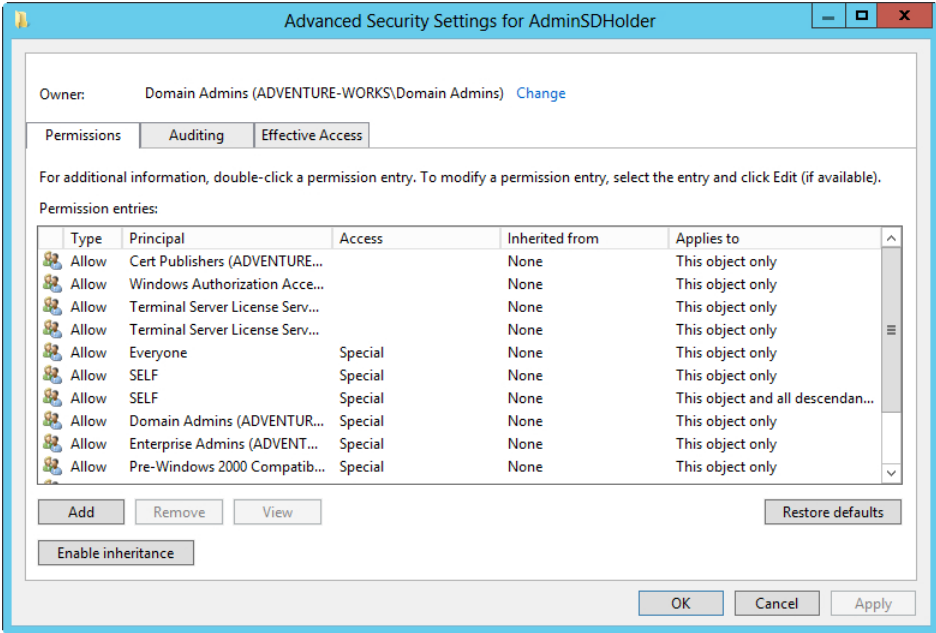 Advanced Security Settings for AdminSDHolder
Owner: Domain Admins (ADVENTURE-WORKS\Domain Admins) Change
Permissions Auditing Effective Access
For additional information, double-click a permission entry. To modify a permission entry, select the entry and click Edit (if available).
Permission entries:
Type Principal Access Inherited from Applies to
Allow Cert Publishers (ADVENTURE... None This object only
Allow Windows Authorization Acce... None This object only
Allow Terminal Server License Serv... None This object only
Allow Terminal Server License Serv... None This object only
Allow Everyone Special None This object only
Allow SELF Special None This object only
Allow SELF Special None This object and all descendan...
Allow Domain Admins (ADVENTUR... Special None This object only
Allow Enterprise Admins (ADVENT... Special None This object only
Allow Pre-Windows 2000 Compatib... Special None This object only
Add Remove View Restore defaults
Enable inheritance
OK Cancel Apply